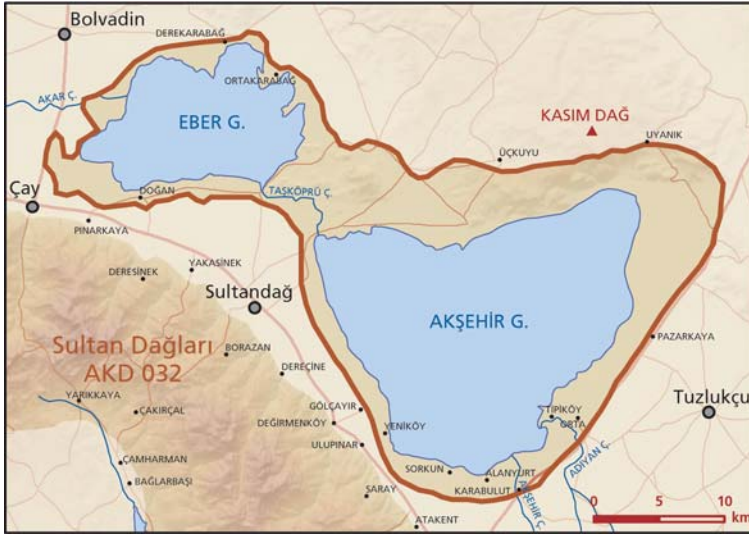 Bolvadin
DEREKARABAĞ
ORTAKARABAĞ
AKAR Ç.
EBER G.
KASIM DAĞ
UYANIK
ÜÇKUYU
Çay
DOĞAN
TAŞKÖPRÜ Ç.
PINARKAYA
YAKASİNEK
DERESİNEK
Sultandağ
AKŞEHİR G.
PAZARKAYA
Sultan Dağları
AKD 032
BORAZAN
DEREÇİNE
YARIKKAYA
ÇAKIRÇAL
GÖLÇAYIR
DEĞİRMENKÖY
YENİKÖY
ULUPINAR
TİPİKÖY
ORTA
Tuzlukçu
ÇAMHARMAN
BAĞLARBAŞI
SORKUN
ALANYURT
KARABULUT
ADIYAN Ç.
AKŞEHİR Ç.
SARAY
ATAKENT
0 5 10
km